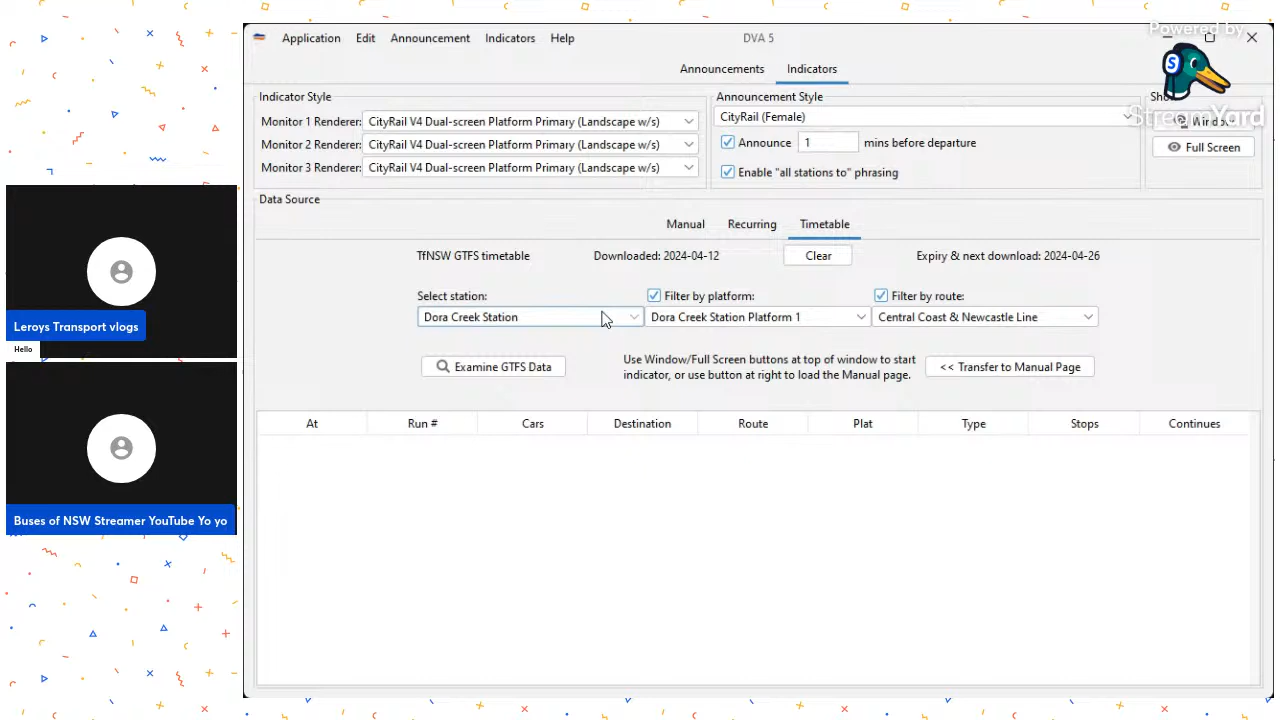 Powered by
StreamYard
Application Edit Announcement Indicators Help
DVA 5
Announcements Indicators
Indicator Style
Monitor 1 Renderer: CityRail V4 Dual-screen Platform Primary (Landscape w/s)
Monitor 2 Renderer: CityRail V4 Dual-screen Platform Primary (Landscape w/s)
Monitor 3 Renderer: CityRail V4 Dual-screen Platform Primary (Landscape w/s)
Announcement Style
CityRail (Female)
Announce 1 mins before departure
Enable "all stations to" phrasing
Window
Full Screen
Data Source
Manual Recurring Timetable
TfNSW GTFS timetable Downloaded: 2024-04-12 Clear Expiry & next download: 2024-04-26
Select station: Filter by platform: Filter by route:
Dora Creek Station Dora Creek Station Platform 1 Central Coast & Newcastle Line
Examine GTFS Data
Use Window/Full Screen buttons at top of window to start
indicator, or use button at right to load the Manual page.
<< Transfer to Manual Page
At Run # Cars Destination Route Plat Type Stops Continues
Leroys Transport vlogs
Hello
Buses of NSW Streamer YouTube Yo yo